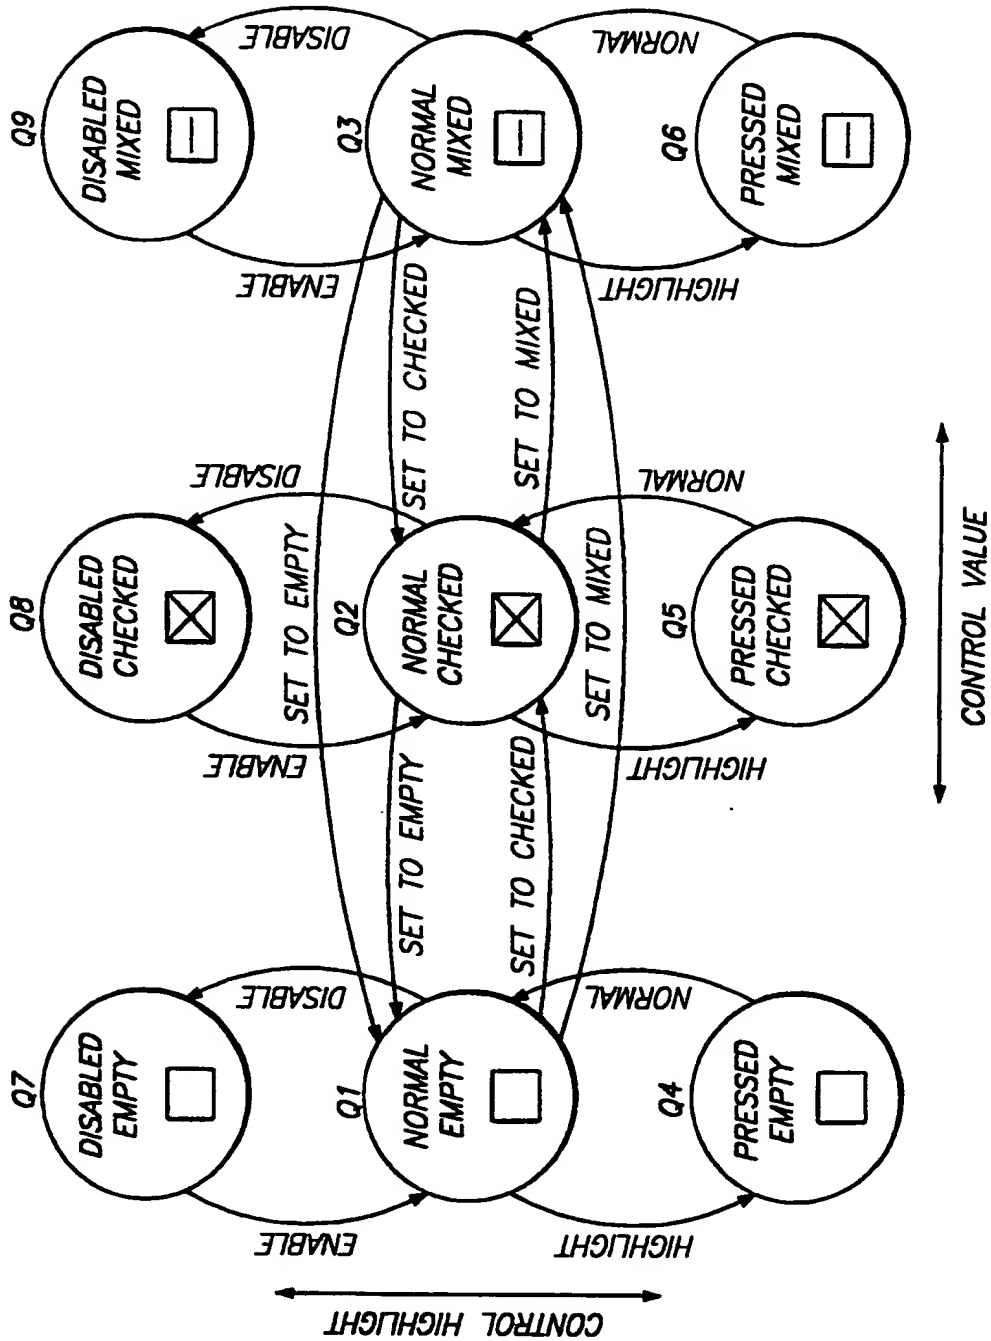 Q7
DISABLED
EMPTY
Q8
DISABLED
CHECKED
Q9
DISABLED
MIXED
ENABLE
DISABLE
ENABLE
DISABLE
ENABLE
DISABLE
SET TO EMPTY
CONTROL HIGHLIGHT
Q1
NORMAL
EMPTY
SET TO EMPTY
SET TO CHECKED
Q2
NORMAL
CHECKED
SET TO CHECKED
SET TO MIXED
Q3
NORMAL
MIXED
SET TO MIXED
HIGHLIGHT
NORMAL
HIGHLIGHT
NORMAL
HIGHLIGHT
NORMAL
Q4
PRESSED
EMPTY
Q5
PRESSED
CHECKED
Q6
PRESSED
MIXED
CONTROL VALUE